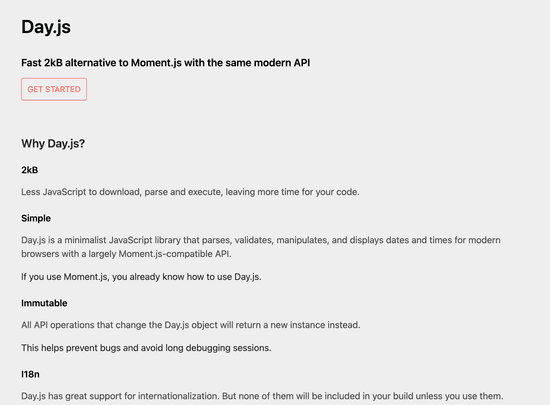 Day.js
Fast 2kB alternative to Moment.js with the same modern API
GET STARTED
Why Day.js?
2kB
Less JavaScript to download, parse and execute, leaving more time for your code.
Simple
Day.js is a minimalist JavaScript library that parses, validates, manipulates, and displays dates and times for modern
browsers with a largely Moment.js-compatible API.
If you use Moment.js, you already know how to use Day.js.
Immutable
All API operations that change the Day.js object will return a new instance instead.
This helps prevent bugs and avoid long debugging sessions.
I18n
Day.js has great support for internationalization. But none of them will be included in your build unless you use them.